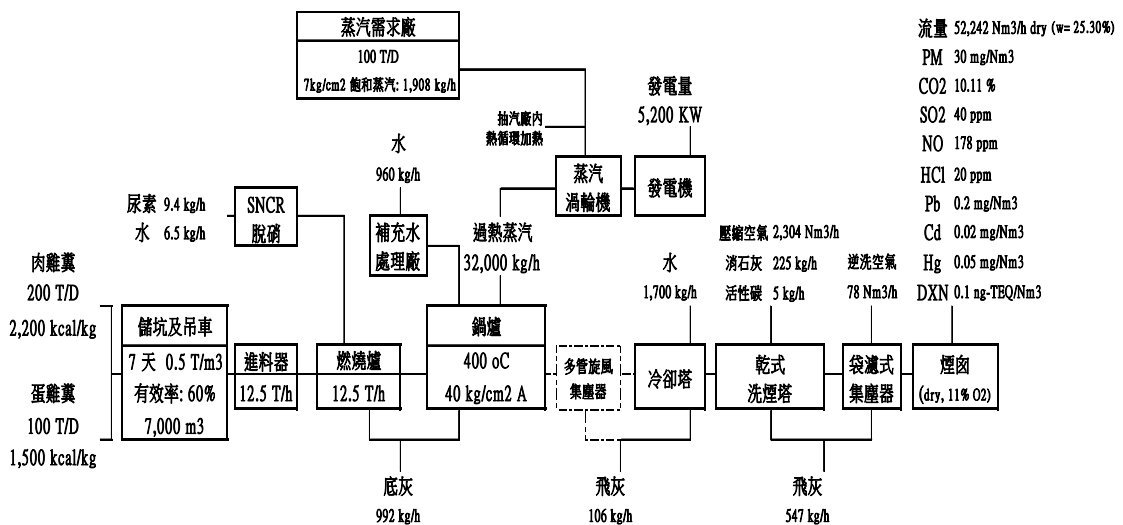 蒸汽需求廠
100 T/D
7kg/cm2 飽和蒸汽: 1,908 kg/h
抽汽廠內
熱循環加熱
發電量
5,200 KW
蒸汽
渦輪機
發電機
流量 52,242 Nm3/h dry (w= 25.30%)
PM 30 mg/Nm3
CO2 10.11 %
SO2 40 ppm
NO 178 ppm
HCl 20 ppm
Pb 0.2 mg/Nm3
Cd 0.02 mg/Nm3
Hg 0.05 mg/Nm3
DXN 0.1 ng-TEQ/Nm3
水
960 kg/h
尿素 9.4 kg/h
水 6.5 kg/h
SNCR
脫硝
補充水
處理廠
過熱蒸汽
32,000 kg/h
水
1,700 kg/h
壓縮空氣 2,304 Nm3/h
消石灰 225 kg/h
活性碳 5 kg/h
逆洗空氣
78 Nm3/h
肉雞糞
200 T/D
2,200 kcal/kg
蛋雞糞
100 T/D
1,500 kcal/kg
儲坑及吊車
7 天 0.5 T/m3
有效率: 60%
7,000 m3
進料器
12.5 T/h
燃燒爐
12.5 T/h
鍋爐
400 oC
40 kg/cm2 A
多管旋風
集塵器
冷卻塔
乾式
洗煙塔
袋濾式
集塵器
煙囪
(dry, 11% O2)
底灰
992 kg/h
飛灰
106 kg/h
飛灰
547 kg/h